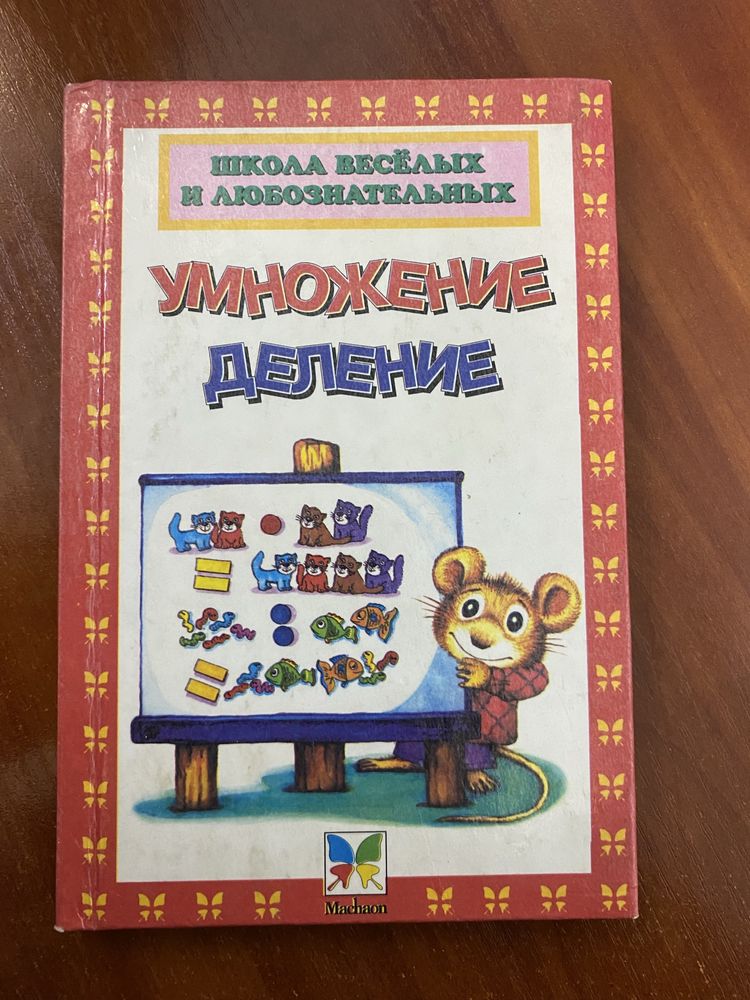 ШКОЛА ВЕСЁЛЫХ
И ЛЮБОЗНАТЕЛЬНЫХ
УМНОЖЕНИЕ
ДЕЛЕНИЕ
Machaon